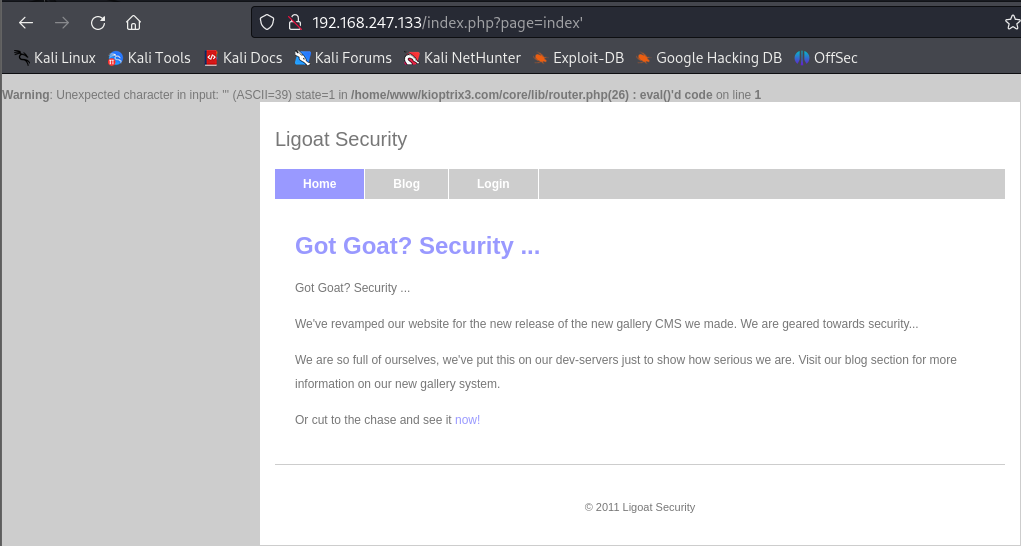 192.168.247.133/index.php?page=index'
Kali Linux Kali Tools Kali Docs Kali Forums Kali NetHunter Exploit-DB Google Hacking DB OffSec
Warning: Unexpected character in input: ''' (ASCII=39) state=1 in /home/www/kioptrix3.com/core/lib/router.php(26) : eval()'d code on line 1
Ligoat Security
Home Blog Login
Got Goat? Security ...
Got Goat? Security ...
We've revamped our website for the new release of the new gallery CMS we made. We are geared towards security...
We are so full of ourselves, we've put this on our dev-servers just to show how serious we are. Visit our blog section for more
information on our new gallery system.
Or cut to the chase and see it now!
© 2011 Ligoat Security